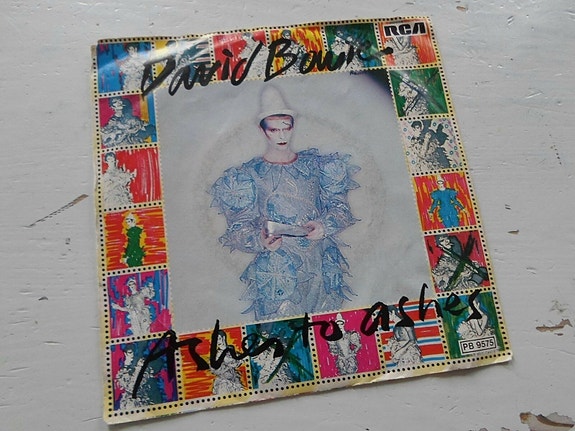 RCA
David Bowie
Ashes to ashes
PB 9575